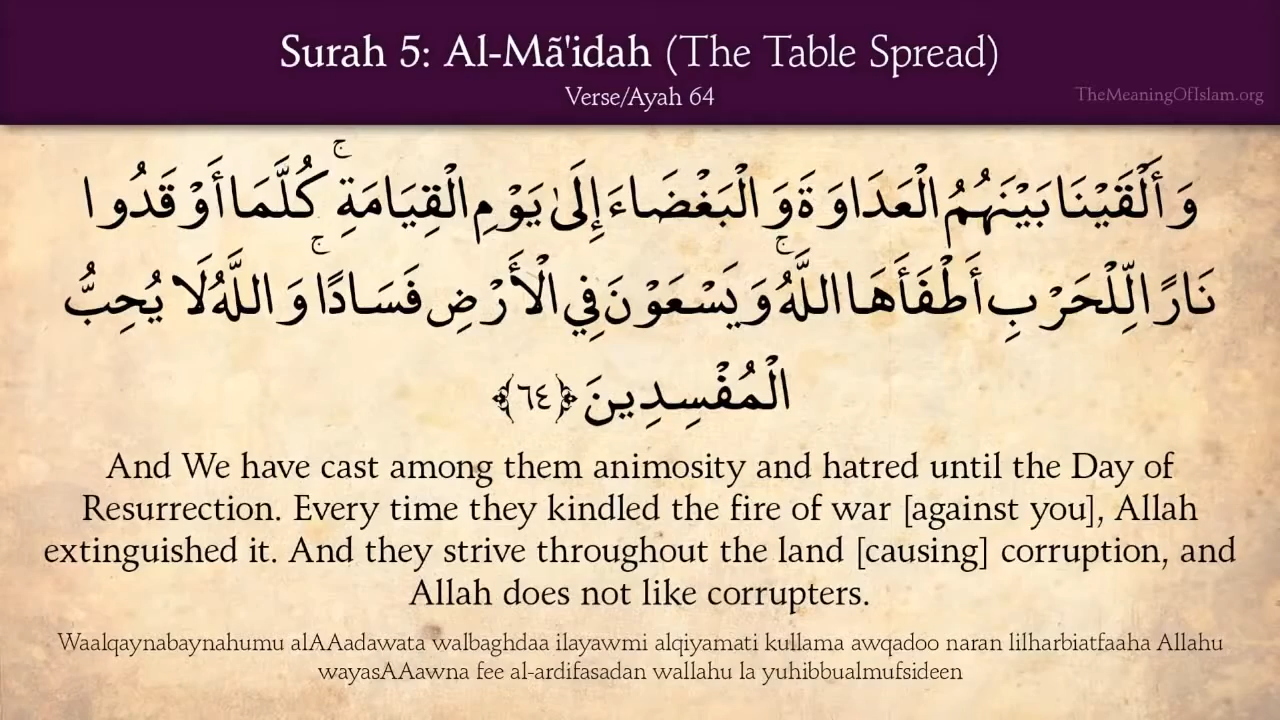 Surah 5: Al-Mã'idah (The Table Spread)
Verse/Ayah 64
TheMeaningOfIslam.org
وَأَلْقَيْنَا بَيْنَهُمُ الْعَدَاوَةَ وَالْبَغْضَاءَ إِلَىٰ يَوْمِ الْقِيَامَةِ ۚ كُلَّمَا أَوْقَدُوا
نَارًا لِّلْحَرْبِ أَطْفَأَهَا اللَّهُ ۚ وَيَسْعَوْنَ فِي الْأَرْضِ فَسَادًا ۚ وَاللَّهُ لَا يُحِبُّ
الْمُفْسِدِينَ ﴿٦٤﴾
And We have cast among them animosity and hatred until the Day of
Resurrection. Every time they kindled the fire of war [against you], Allah
extinguished it. And they strive throughout the land [causing] corruption, and
Allah does not like corrupters.
Waalqaynabaynahumu alAAadawata walbaghdaa ilayawmi alqiyamati kullama awqadoo naran lilharbiatfaaha Allahu
wayasAAawna fee al-ardifasadan wallahu la yuhibbualmufsideen